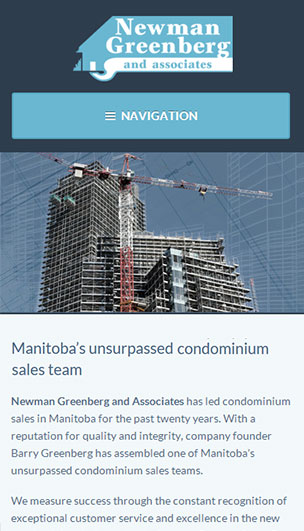 Newman
Greenberg
and associates
NAVIGATION
Manitoba's unsurpassed condominium
sales team
Newman Greenberg and Associates has led condominium
sales in Manitoba for the past twenty years. With a
reputation for quality and integrity, company founder
Barry Greenberg has assembled one of Manitoba's
unsurpassed condominium sales teams.
We measure success through the constant recognition of
exceptional customer service and excellence in the new